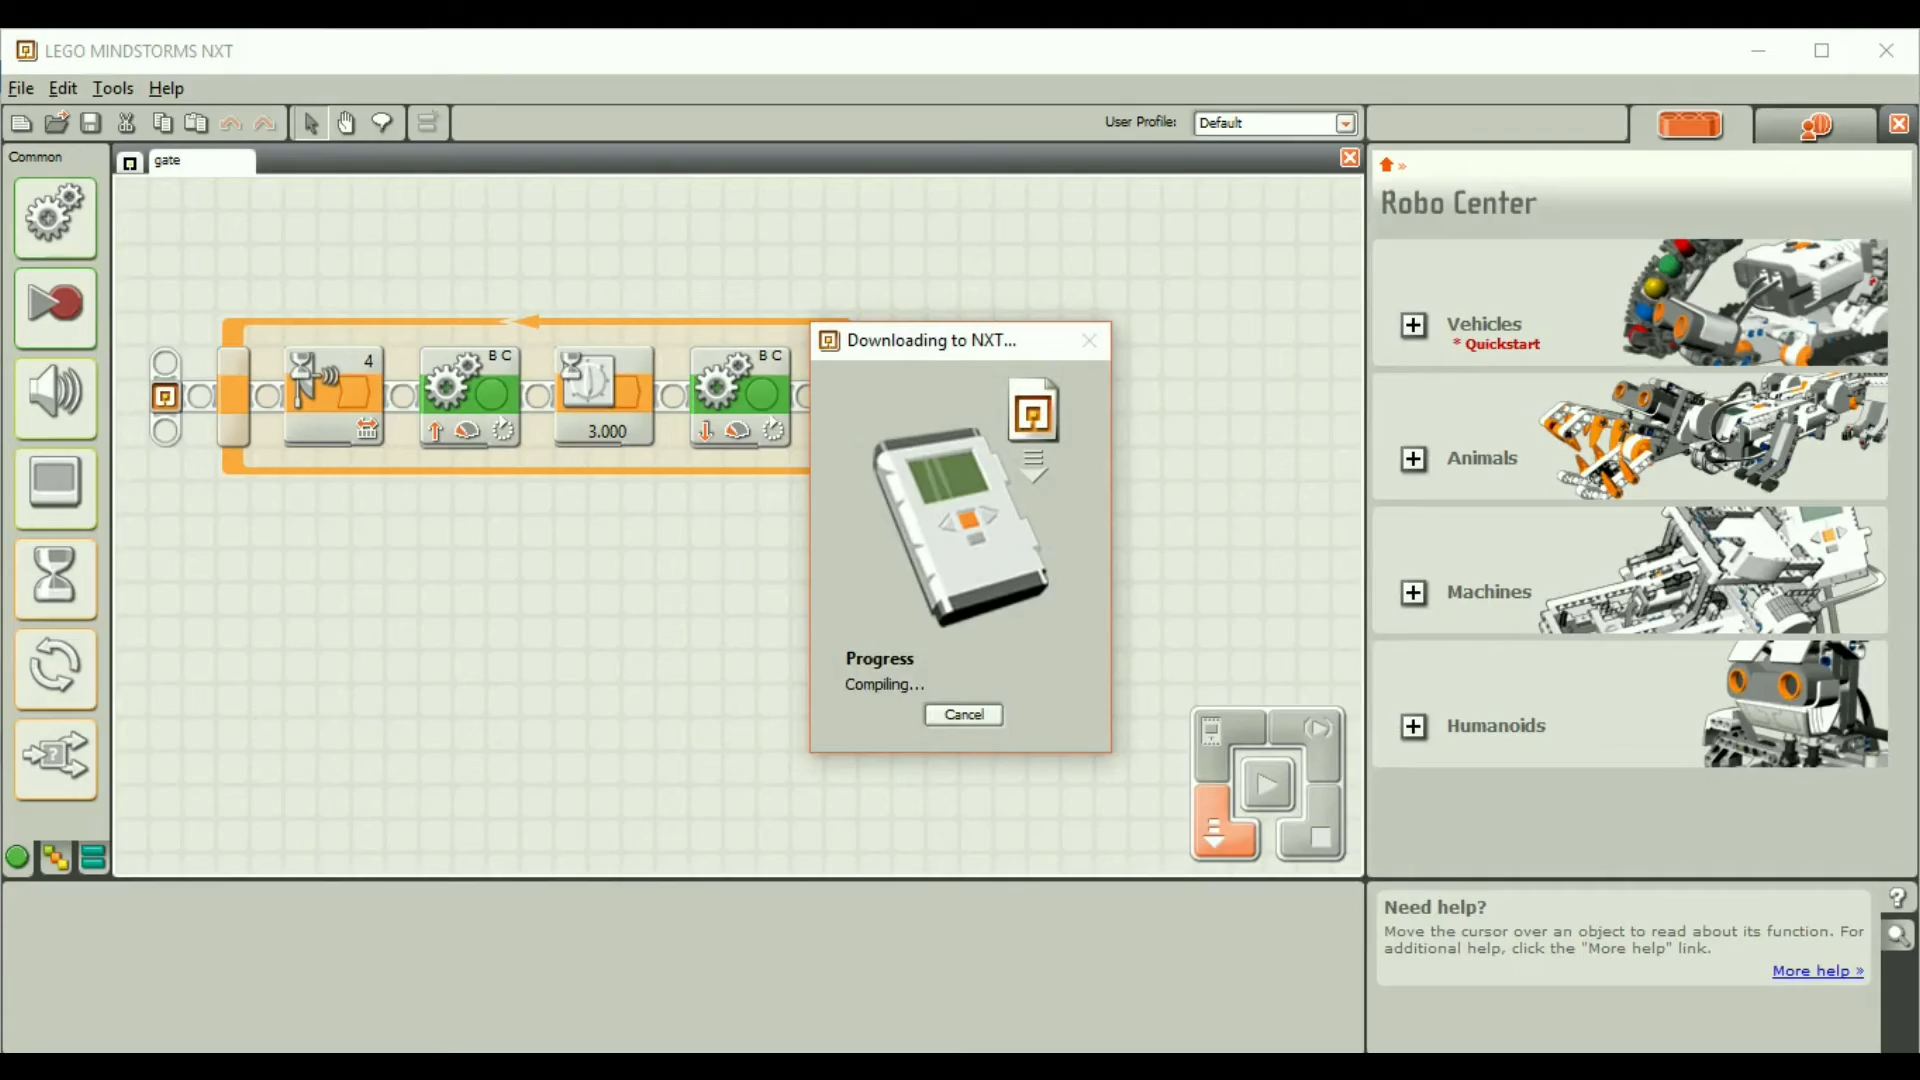 LEGO MINDSTORMS NXT
File Edit Tools Help
User Profile: Default
Common
gate
4
B C
3.000
B C
Downloading to NXT...
Progress
Compiling...
Cancel
Robo Center
Vehicles
* Quickstart
Animals
Machines
Humanoids
Need help?
Move the cursor over an object to read about its function. For
additional help, click the "More help" link.
More help »